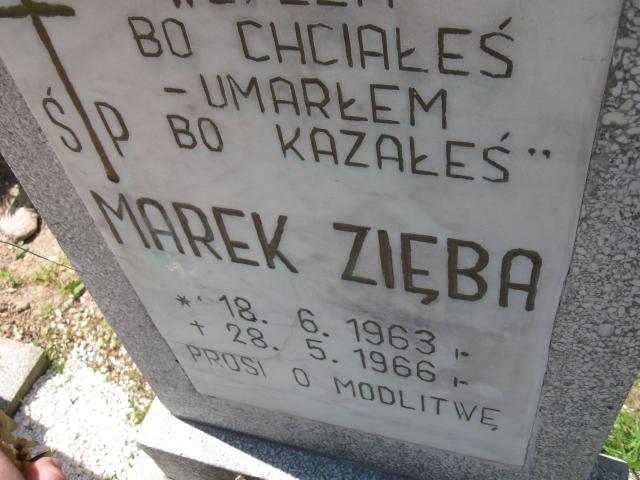 BO CHCIAŁEŚ
-UMARŁEM
ŚP BO KAZAŁEŚ"
MAREK ZIĘBA
* 18. 6. 1963 r.
+ 28. 5. 1966 r.
PROSI O MODLITWĘ